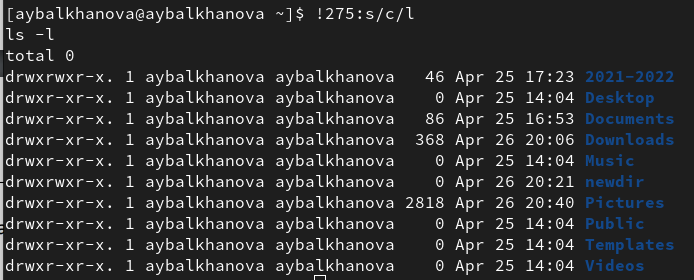 [aybalkhanova@aybalkhanova ~]$ !275:s/c/l
ls -l
total 0
drwxrwxr-x. 1 aybalkhanova aybalkhanova   46 Apr 25 17:23 2021-2022
drwxr-xr-x. 1 aybalkhanova aybalkhanova    0 Apr 25 14:04 Desktop
drwxr-xr-x. 1 aybalkhanova aybalkhanova   86 Apr 25 16:53 Documents
drwxr-xr-x. 1 aybalkhanova aybalkhanova  368 Apr 26 20:06 Downloads
drwxr-xr-x. 1 aybalkhanova aybalkhanova    0 Apr 25 14:04 Music
drwxrwxr-x. 1 aybalkhanova aybalkhanova    0 Apr 26 20:21 newdir
drwxr-xr-x. 1 aybalkhanova aybalkhanova 2818 Apr 26 20:40 Pictures
drwxr-xr-x. 1 aybalkhanova aybalkhanova    0 Apr 25 14:04 Public
drwxr-xr-x. 1 aybalkhanova aybalkhanova    0 Apr 25 14:04 Templates
drwxr-xr-x. 1 aybalkhanova aybalkhanova    0 Apr 25 14:04 Videos